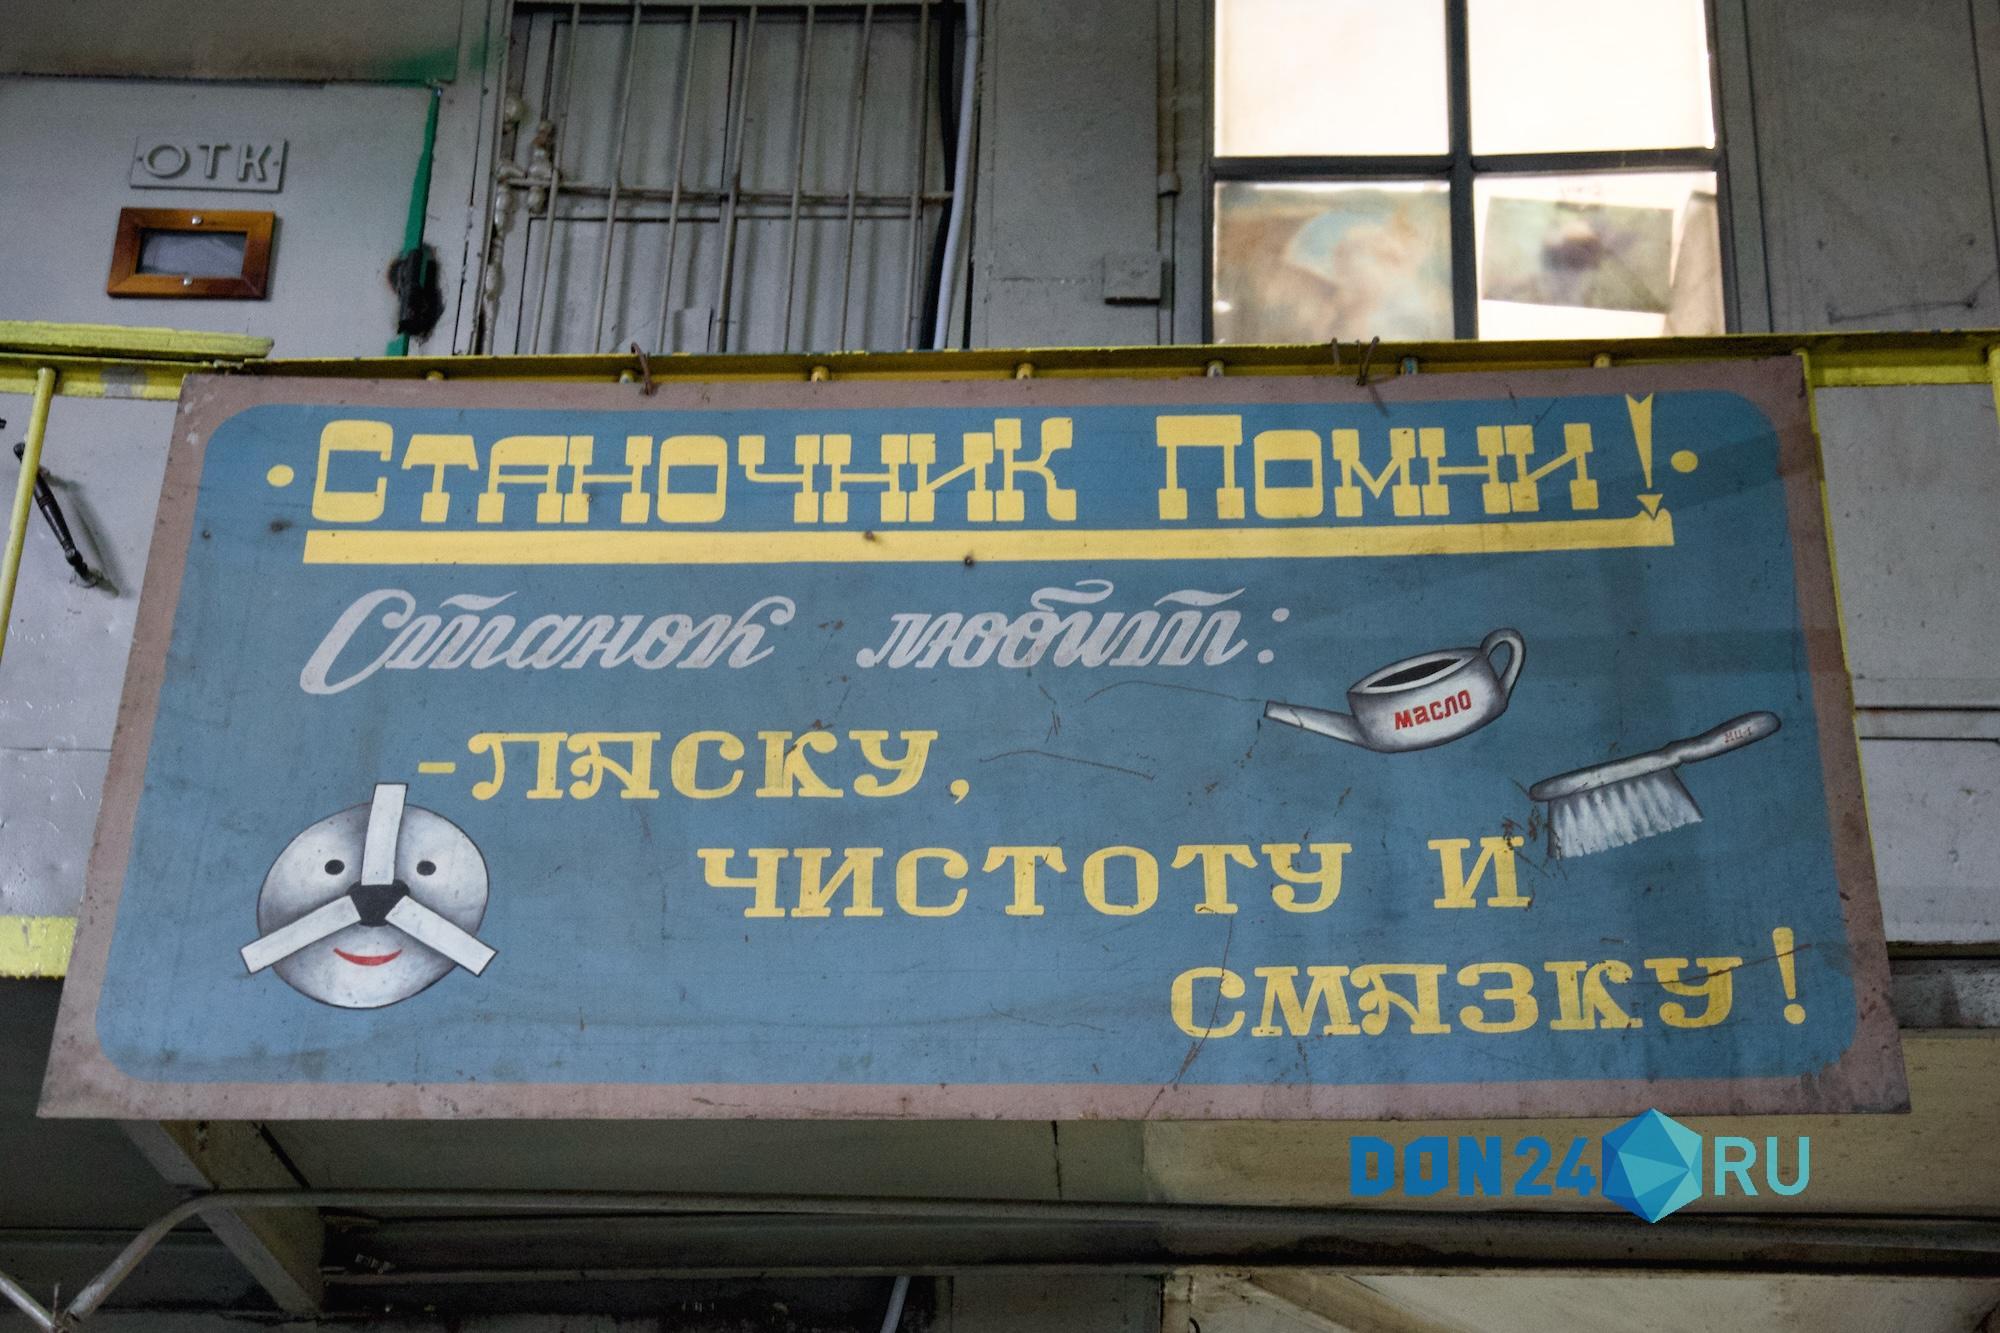 ОТК
·Станочник Помни!·
Станок любит:
-ласку,
чистоту и
смазку!
масло
DON24.RU